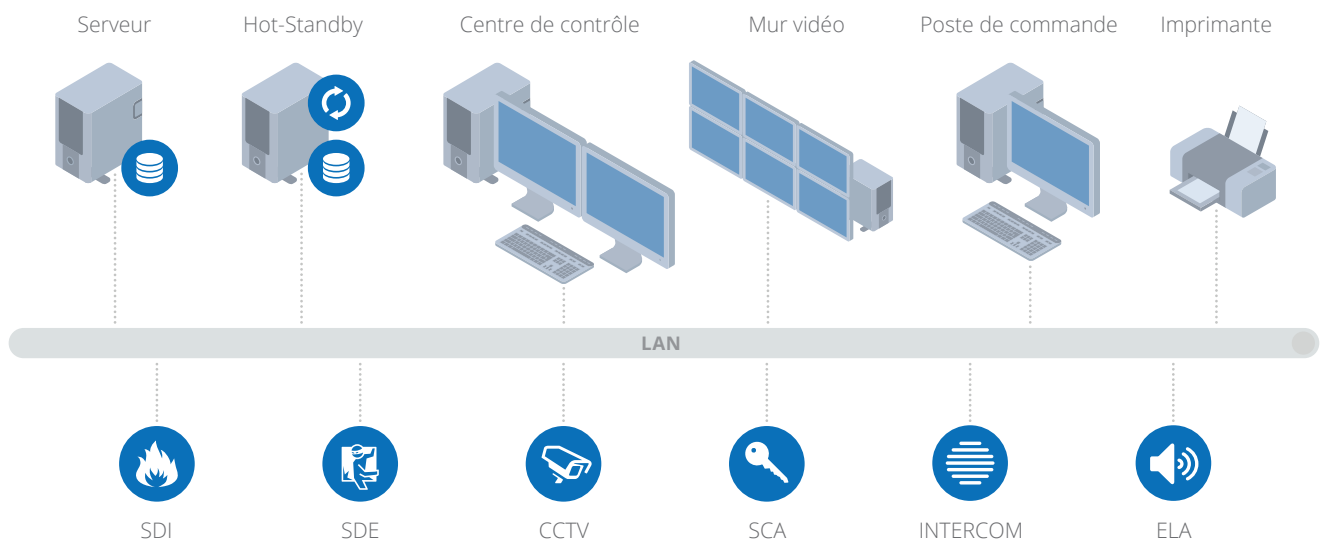 Serveur
Hot-Standby
Centre de contrôle
Mur vidéo
Poste de commande
Imprimante
LAN
SDI
SDE
CCTV
SCA
INTERCOM
ELA